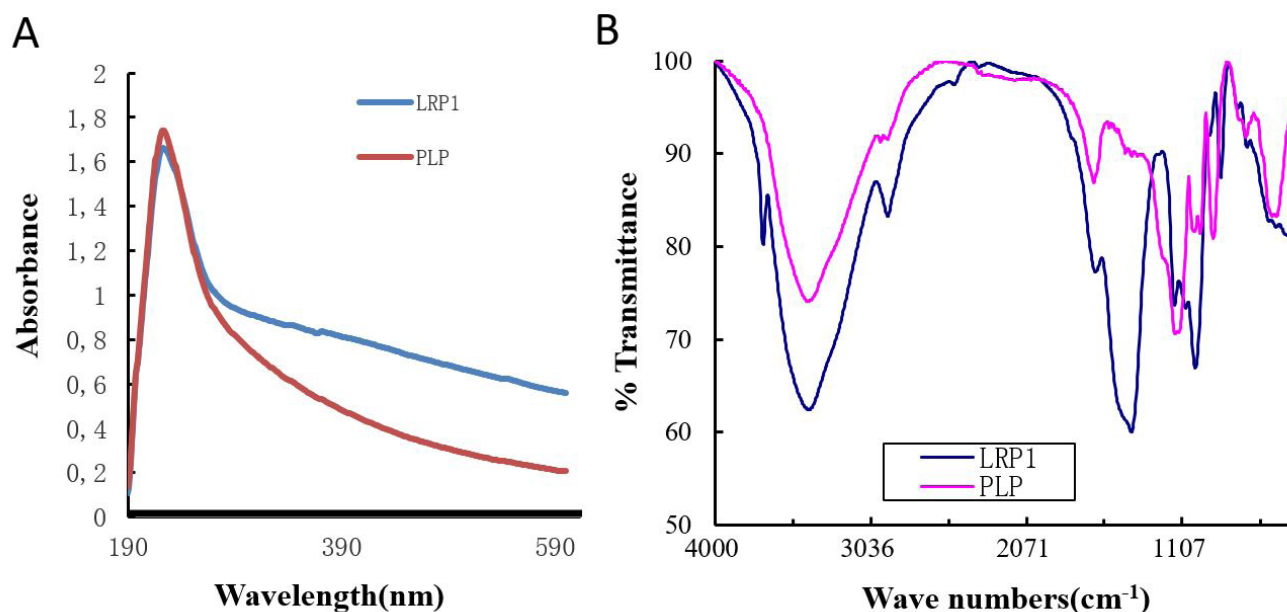 A
2
1,8
1,6
1,4
1,2
1
0,8
0,6
0,4
0,2
0
190
390
590
Absorbance
Wavelength(nm)
LRP1
PLP
B
100
90
80
70
60
50
4000
3036
2071
1107
% Transmittance
Wave numbers(cm⁻¹)
LRP1
PLP